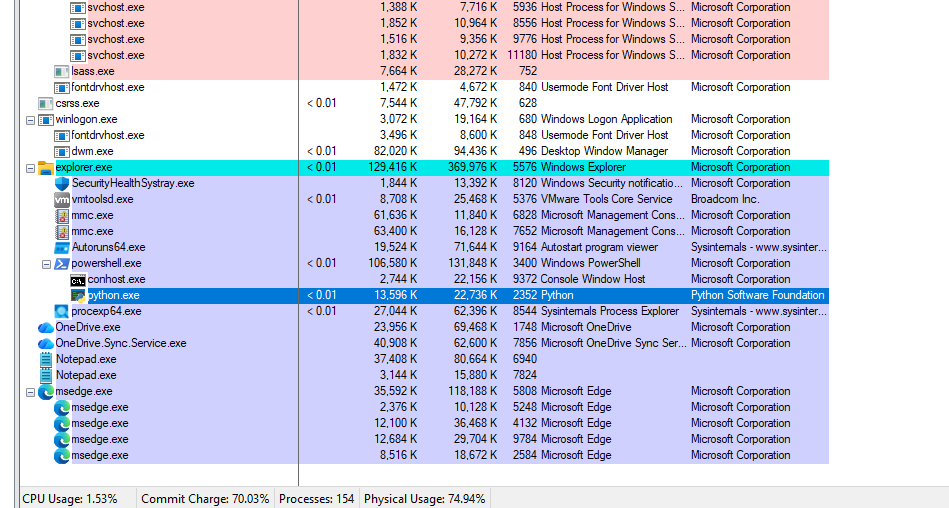 svchost.exe 1,388 K 7,716 K 5936 Host Process for Windows S... Microsoft Corporation
svchost.exe 1,852 K 10,964 K 8556 Host Process for Windows S... Microsoft Corporation
svchost.exe 1,516 K 9,356 K 9776 Host Process for Windows S... Microsoft Corporation
svchost.exe 1,832 K 10,272 K 11180 Host Process for Windows S... Microsoft Corporation
lsass.exe 7,664 K 28,272 K 752
fontdrvhost.exe 1,472 K 4,672 K 840 Usermode Font Driver Host Microsoft Corporation
csrss.exe < 0.01 7,544 K 47,792 K 628
winlogon.exe 3,072 K 19,164 K 680 Windows Logon Application Microsoft Corporation
fontdrvhost.exe 3,496 K 8,600 K 848 Usermode Font Driver Host Microsoft Corporation
dwm.exe < 0.01 82,020 K 94,436 K 496 Desktop Window Manager Microsoft Corporation
explorer.exe < 0.01 129,416 K 369,976 K 5576 Windows Explorer Microsoft Corporation
SecurityHealthSystray.exe 1,844 K 13,392 K 8120 Windows Security notificatio... Microsoft Corporation
vm vmtoolsd.exe < 0.01 8,708 K 25,468 K 5376 VMware Tools Core Service Broadcom Inc.
mmc.exe 61,636 K 11,840 K 6828 Microsoft Management Cons... Microsoft Corporation
mmc.exe 63,400 K 16,128 K 7652 Microsoft Management Cons... Microsoft Corporation
Autoruns64.exe 19,524 K 71,644 K 9164 Autostart program viewer Sysinternals - www.sysinter...
powershell.exe < 0.01 106,580 K 131,848 K 3400 Windows PowerShell Microsoft Corporation
conhost.exe 2,744 K 22,156 K 9372 Console Window Host Microsoft Corporation
python.exe < 0.01 13,596 K 22,736 K 2352 Python Python Software Foundation
procexp64.exe < 0.01 27,044 K 62,396 K 8544 Sysinternals Process Explorer Sysinternals - www.sysinter...
OneDrive.exe 23,956 K 69,468 K 1748 Microsoft OneDrive Microsoft Corporation
OneDrive.Sync.Service.exe 40,908 K 62,600 K 7856 Microsoft OneDrive Sync Ser... Microsoft Corporation
Notepad.exe 37,408 K 80,664 K 6940
Notepad.exe 3,144 K 15,880 K 7824
msedge.exe 35,592 K 118,188 K 5808 Microsoft Edge Microsoft Corporation
msedge.exe 2,376 K 10,128 K 5248 Microsoft Edge Microsoft Corporation
msedge.exe 12,100 K 36,468 K 4132 Microsoft Edge Microsoft Corporation
msedge.exe 12,684 K 29,704 K 9784 Microsoft Edge Microsoft Corporation
msedge.exe 8,516 K 18,672 K 2584 Microsoft Edge Microsoft Corporation
CPU Usage: 1.53% Commit Charge: 70.03% Processes: 154 Physical Usage: 74.94%